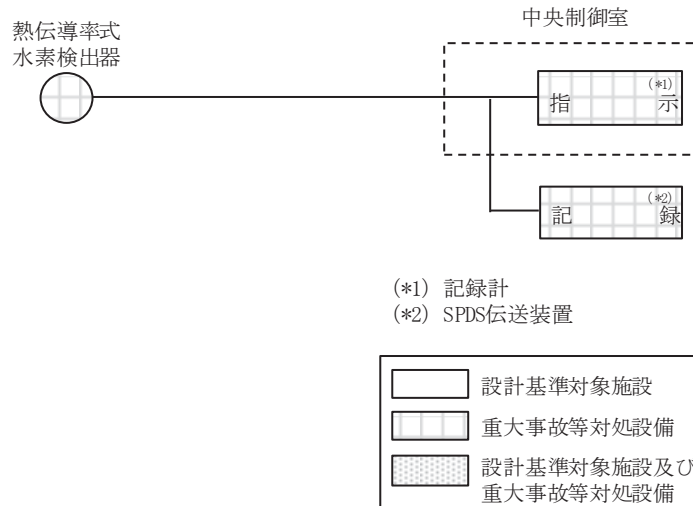 中央制御室
熱伝導率式
水素検出器
(*1)
指 示
(*2)
記 録
(*1) 記録計
(*2) SPDS伝送装置
設計基準対象施設
重大事故等対処設備
設計基準対象施設及び
重大事故等対処設備